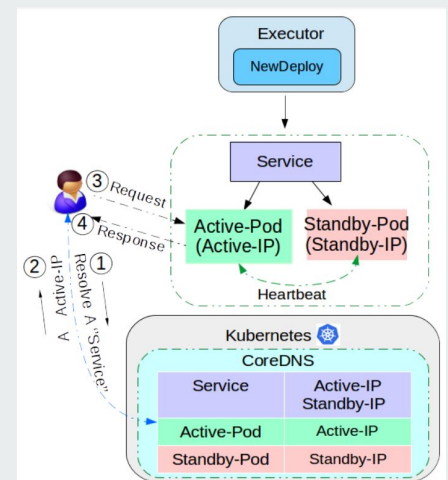 Executor
NewDeploy
Service
③ Request
④ Response
Active-Pod
(Active-IP)
Standby-Pod
(Standby-IP)
Heartbeat
① Resolve A "Service"
② A Active-IP
Kubernetes
CoreDNS
Service Active-IP
Standby-IP
Active-Pod Active-IP
Standby-Pod Standby-IP